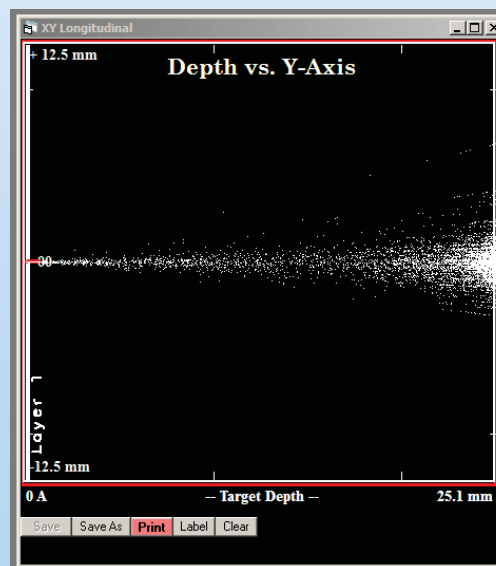 XY Longitudinal
+ 12.5 mm
Depth vs. Y-Axis
00
Layer 1
-12.5 mm
0 A -- Target Depth -- 25.1 mm
Save Save As Print Label Clear